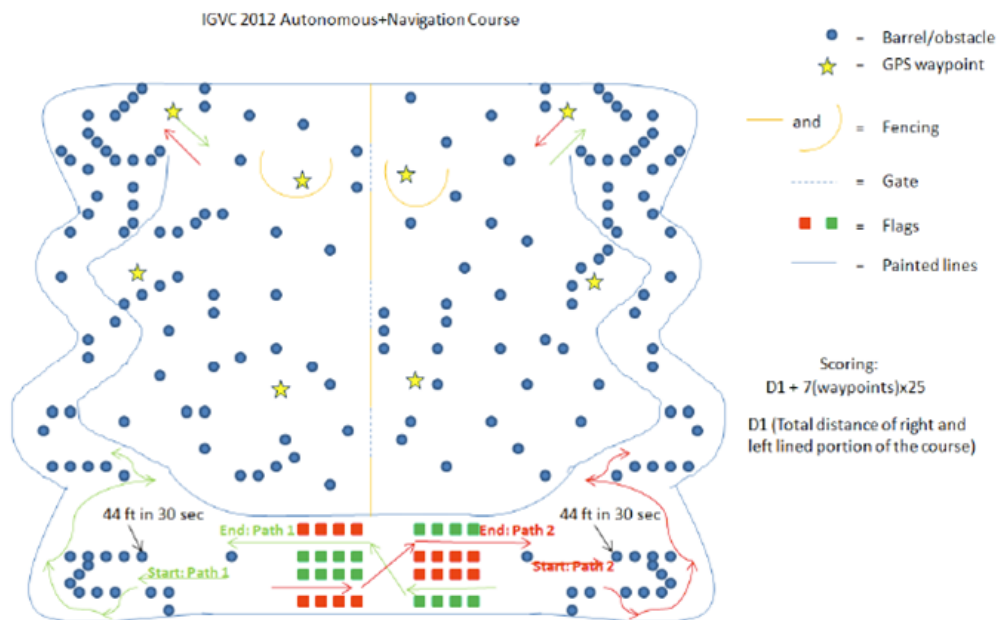 IGVC 2012 Autonomous+Navigation Course
= Barrel/obstacle
= GPS waypoint
and = Fencing
= Gate
= Flags
= Painted lines
Scoring:
D1 + 7(waypoints)x25
D1 (Total distance of right and
left lined portion of the course)
44 ft in 30 sec
44 ft in 30 sec
End: Path 1
End: Path 2
Start: Path 1
Start: Path 2